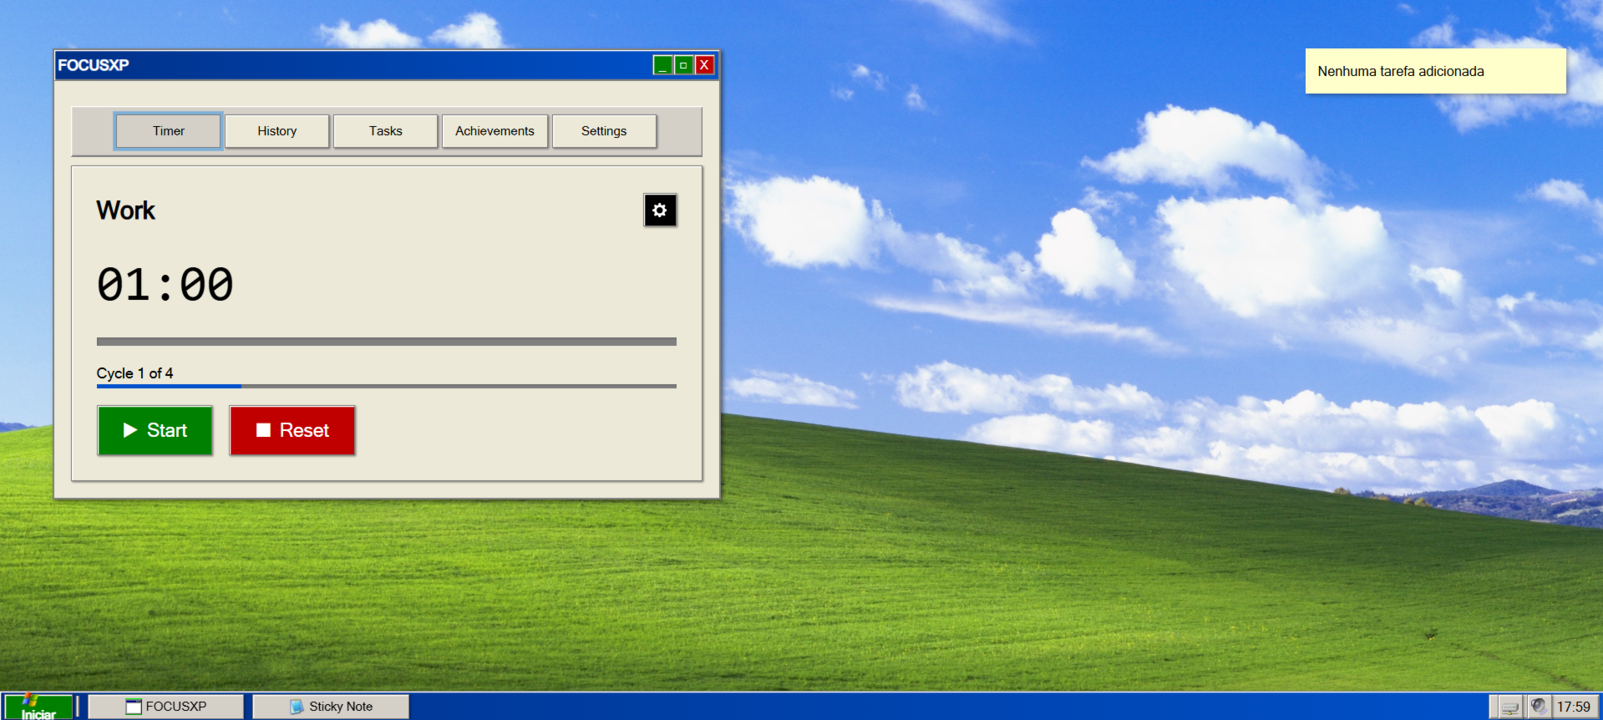 FOCUSXP
Nenhuma tarefa adicionada
Timer
History
Tasks
Achievements
Settings
Work
01:00
Cycle 1 of 4
Start
Reset
Iniciar
FOCUSXP
Sticky Note
17:59